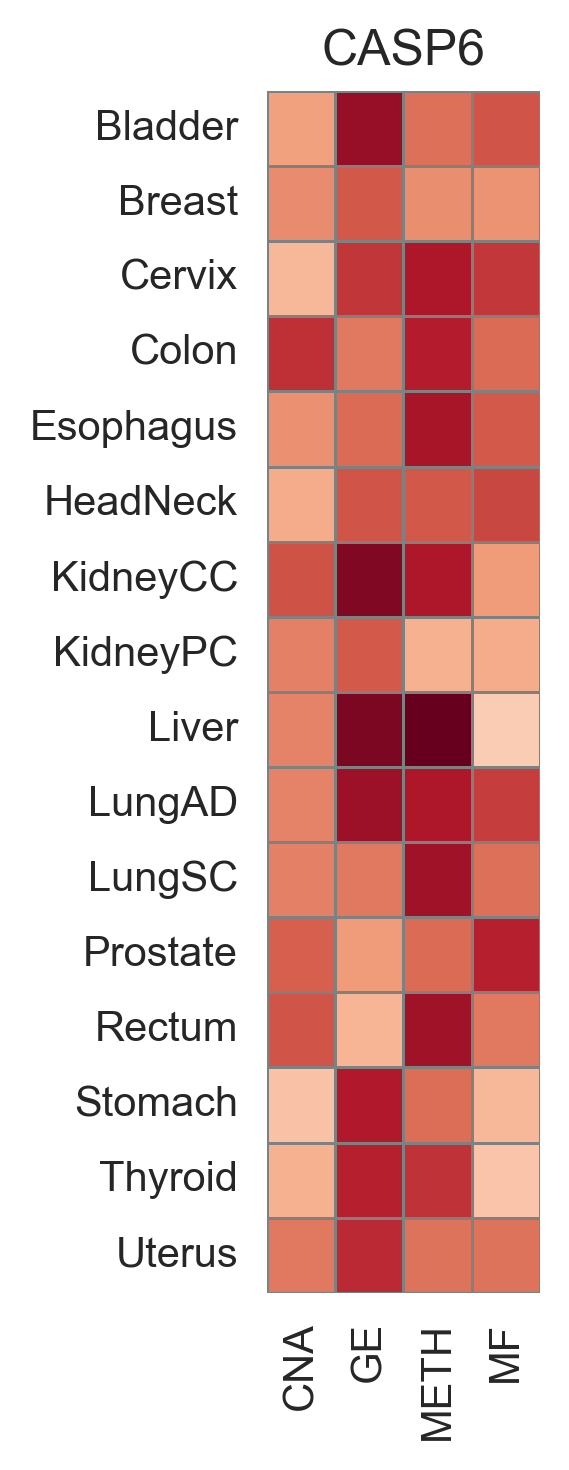 CASP6
Bladder
Breast
Cervix
Colon
Esophagus
HeadNeck
KidneyCC
KidneyPC
Liver
LungAD
LungSC
Prostate
Rectum
Stomach
Thyroid
Uterus
CNA
GE
METH
MF